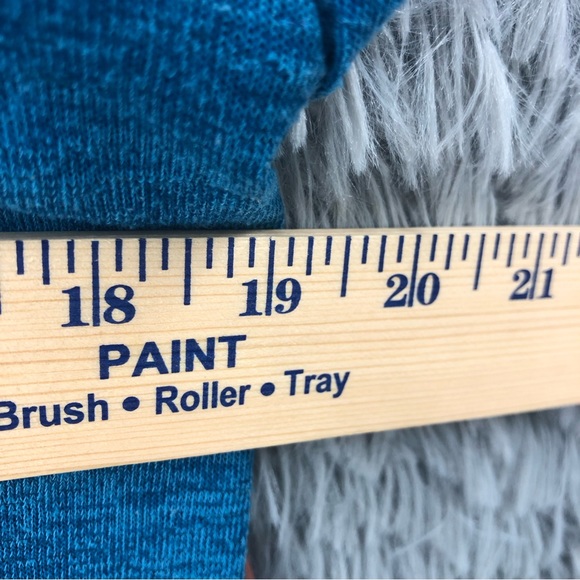 18 19 20 21
PAINT
Brush • Roller • Tray